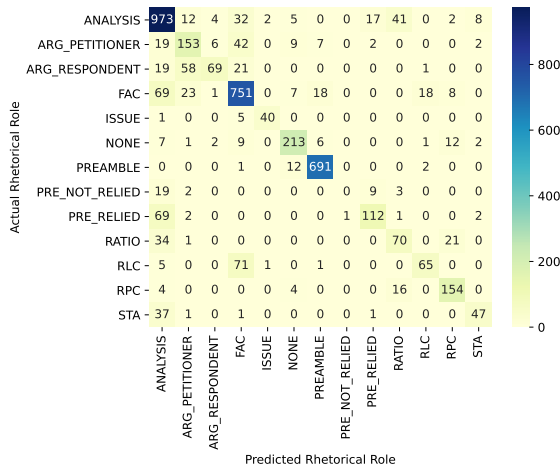 ANALYSIS 973 12 4 32 2 5 0 0 17 41 0 2 8
ARG_PETITIONER 19 153 6 42 0 9 7 0 2 0 0 0 2
ARG_RESPONDENT 19 58 69 21 0 0 0 0 0 0 1 0 0
FAC 69 23 1 751 0 7 18 0 0 0 18 8 0
ISSUE 1 0 0 5 40 0 0 0 0 0 0 0 0
NONE 7 1 2 9 0 213 6 0 0 0 1 12 2
PREAMBLE 0 0 0 1 0 12 691 0 0 0 2 0 0
PRE_NOT_RELIED 19 2 0 0 0 0 0 0 9 3 0 0 0
PRE_RELIED 69 2 0 0 0 0 0 1 112 1 0 0 2
RATIO 34 1 0 0 0 0 0 0 0 70 0 21 0
RLC 5 0 0 71 1 0 1 0 0 0 65 0 0
RPC 4 0 0 0 0 4 0 0 0 16 0 154 0
STA 37 1 0 1 0 0 0 0 1 0 0 0 47
Actual Rhetorical Role
ANALYSIS
ARG_PETITIONER
ARG_RESPONDENT
FAC
ISSUE
NONE
PREAMBLE
PRE_NOT_RELIED
PRE_RELIED
RATIO
RLC
RPC
STA
Predicted Rhetorical Role
800
600
400
200
0